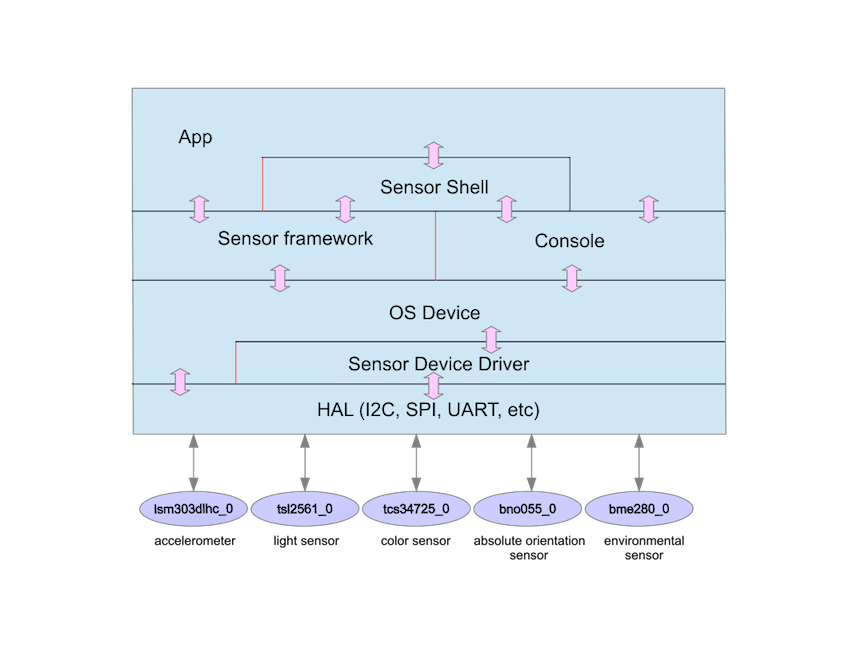 App
Sensor Shell
Sensor framework
Console
OS Device
Sensor Device Driver
HAL (I2C, SPI, UART, etc)
lsm303dlhc_0
tsl2561_0
tcs34725_0
bno055_0
bme280_0
accelerometer
light sensor
color sensor
absolute orientation
sensor
environmental
sensor